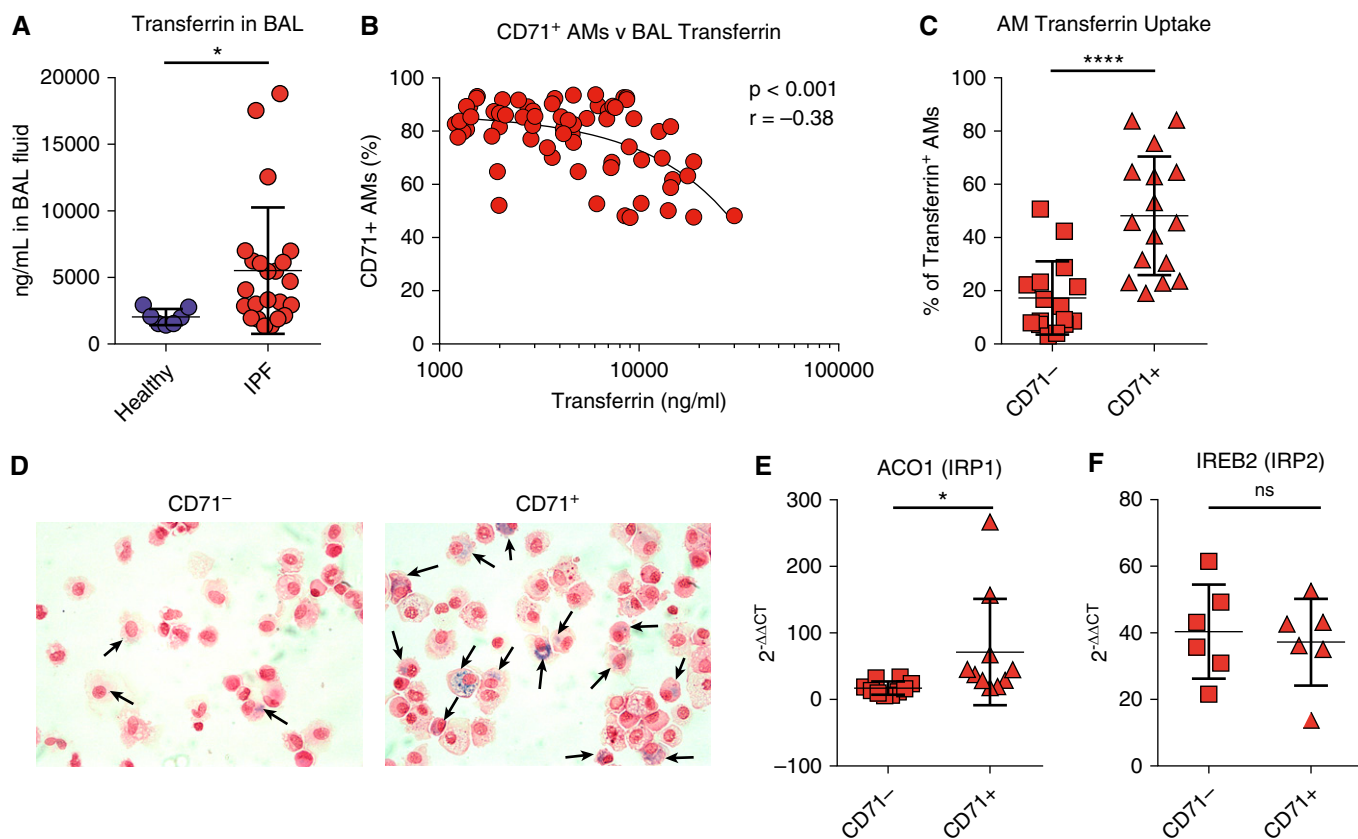 A
Transferrin in BAL
*
ng/mL in BAL fluid
20000
15000
10000
5000
0
Healthy
IPF
B
CD71⁺ AMs v BAL Transferrin
p < 0.001
r = −0.38
CD71+ AMs (%)
100
80
60
40
20
0
1000
10000
100000
Transferrin (ng/ml)
C
AM Transferrin Uptake
****
% of Transferrin⁺ AMs
100
80
60
40
20
0
CD71−
CD71+
D
CD71⁻
CD71⁺
E
ACO1 (IRP1)
*
2⁻ΔΔCT
300
200
100
0
−100
CD71−
CD71+
F
IREB2 (IRP2)
ns
2⁻ΔΔCT
80
60
40
20
0
CD71−
CD71+